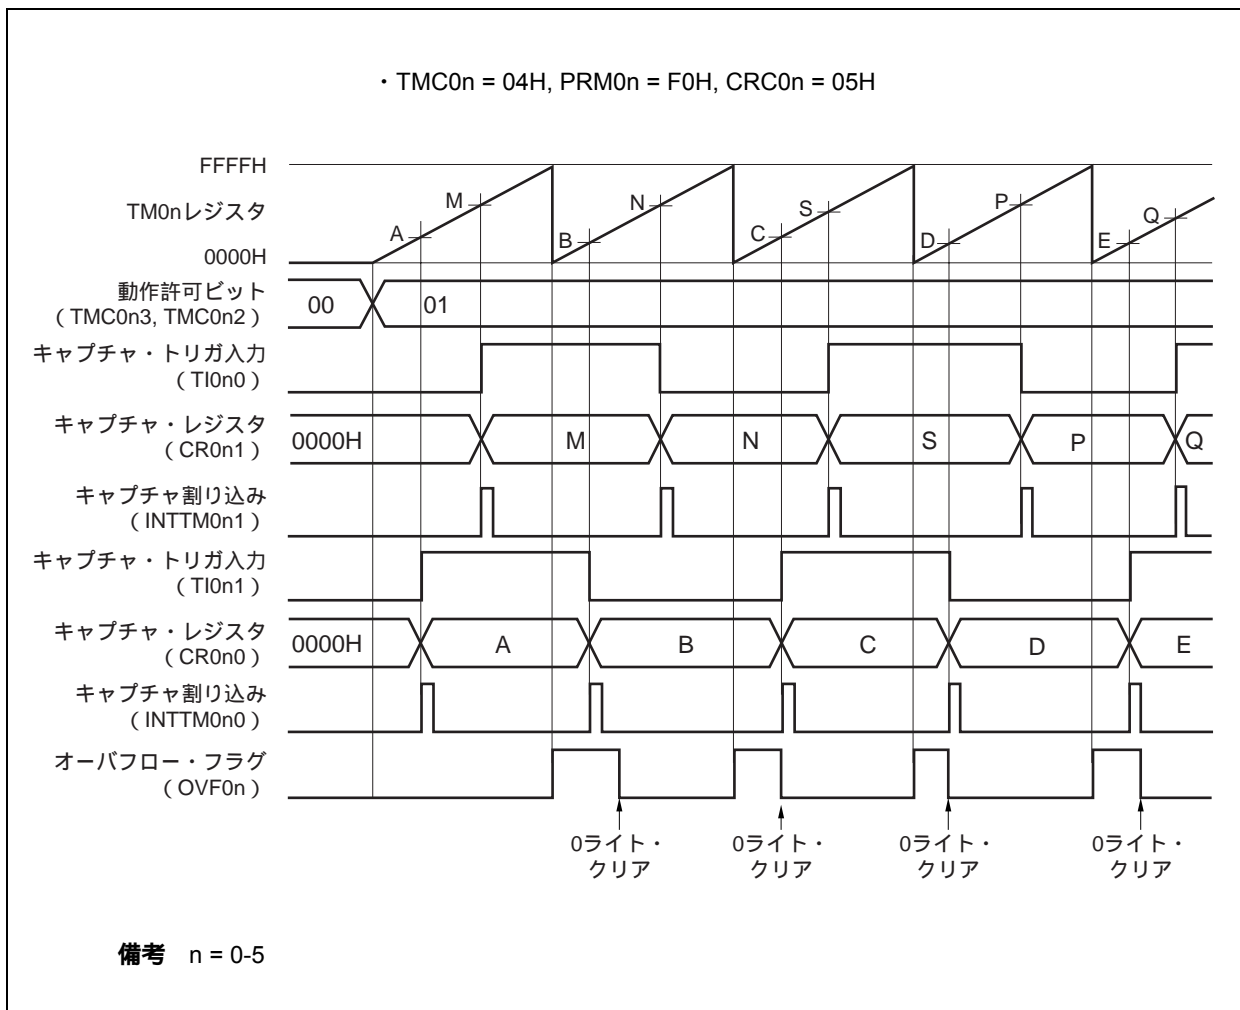 ・TMC0n = 04H, PRM0n = F0H, CRC0n = 05H
FFFFH
TM0nレジスタ
0000H
A
M
B
N
C
S
D
P
E
Q
動作許可ビット
（TMC0n3, TMC0n2）
00
01
キャプチャ・トリガ入力
（TI0n0）
キャプチャ・レジスタ
（CR0n1）
0000H
M
N
S
P
Q
キャプチャ割り込み
（INTTM0n1）
キャプチャ・トリガ入力
（TI0n1）
キャプチャ・レジスタ
（CR0n0）
0000H
A
B
C
D
E
キャプチャ割り込み
（INTTM0n0）
オーバフロー・フラグ
（OVF0n）
0ライト・
クリア
0ライト・
クリア
0ライト・
クリア
0ライト・
クリア
備考 n = 0-5